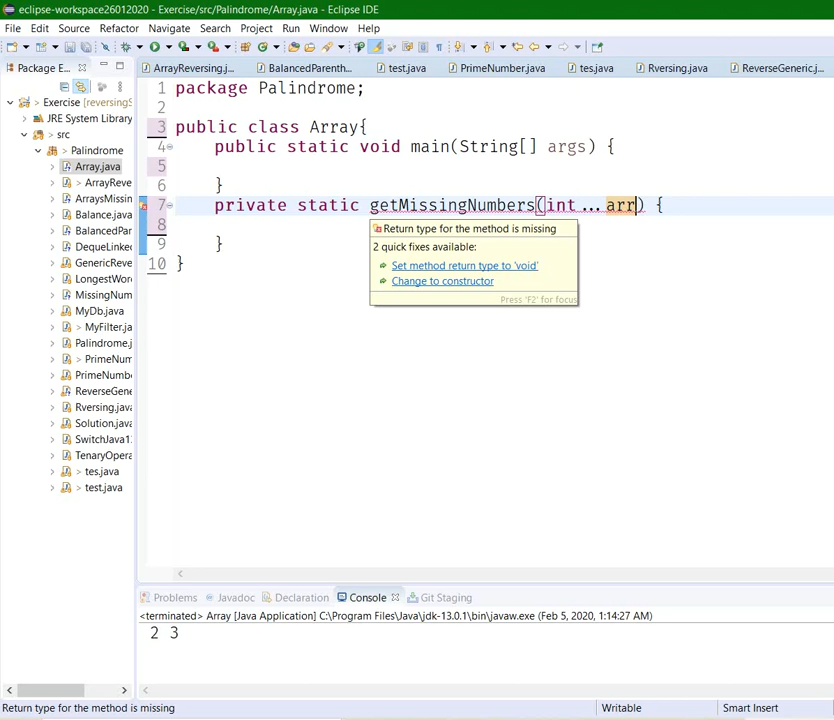 eclipse-workspace26012020 - Exercise/src/Palindrome/Array.java - Eclipse IDE
File Edit Source Refactor Navigate Search Project Run Window Help
Package E... ArrayReversing.j... BalancedParenth... test.java PrimeNumber.java tes.java Rversing.java ReverseGeneric.j...
> Exercise [reversingS
JRE System Library
> src
Palindrome
Array.java
> ArrayReve
ArraysMissin
Balance.java
BalancedPar
DequeLinked
GenericReve
LongestWor
MissingNum
MyDb.java
> MyFilter.ja
Palindrome.j
> PrimeNum
PrimeNumbe
ReverseGene
Rversing.java
Solution.java
SwitchJava1
TenaryOpera
> tes.java
> test.java
1 package Palindrome;
2
3 public class Array{
4 public static void main(String[] args) {
5
6 }
7 private static getMissingNumbers(int...arr) {
8
9 }
10 }
Return type for the method is missing
2 quick fixes available:
Set method return type to 'void'
Change to constructor
Press 'F2' for focus
Problems Javadoc Declaration Console Git Staging
<terminated> Array [Java Application] C:\Program Files\Java\jdk-13.0.1\bin\javaw.exe (Feb 5, 2020, 1:14:27 AM)
2 3
Return type for the method is missing Writable Smart Insert